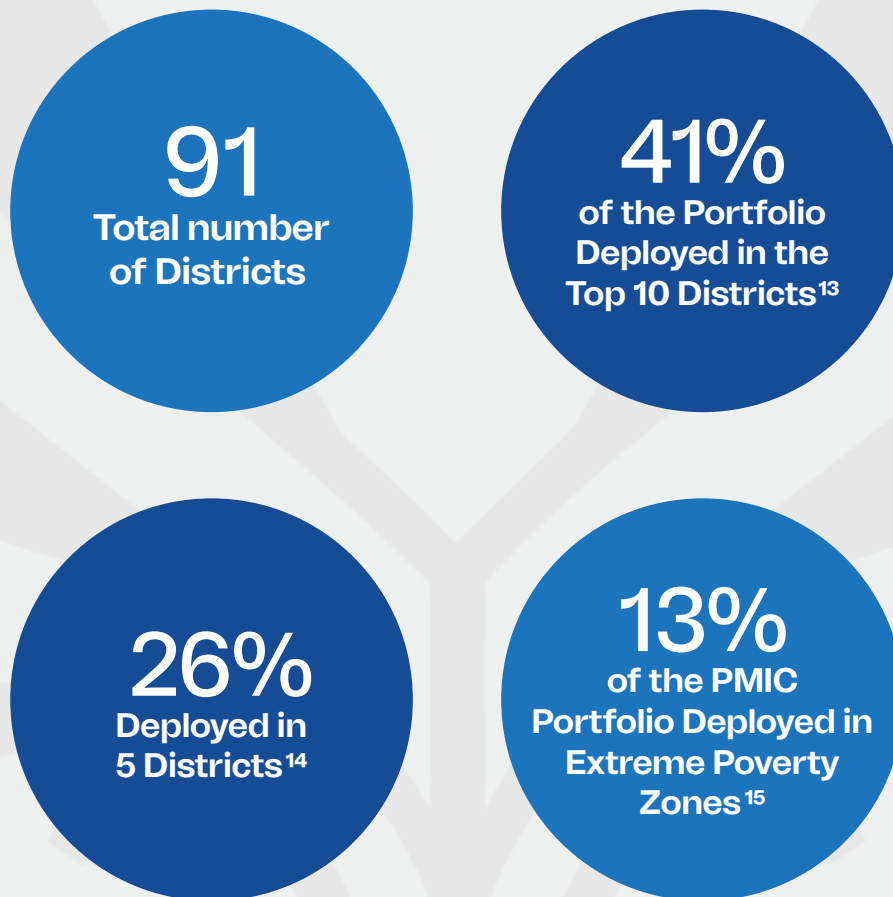 91
Total number
of Districts
41%
of the Portfolio
Deployed in the
Top 10 Districts¹³
26%
Deployed in
5 Districts¹⁴
13%
of the PMIC
Portfolio Deployed in
Extreme Poverty
Zones¹⁵